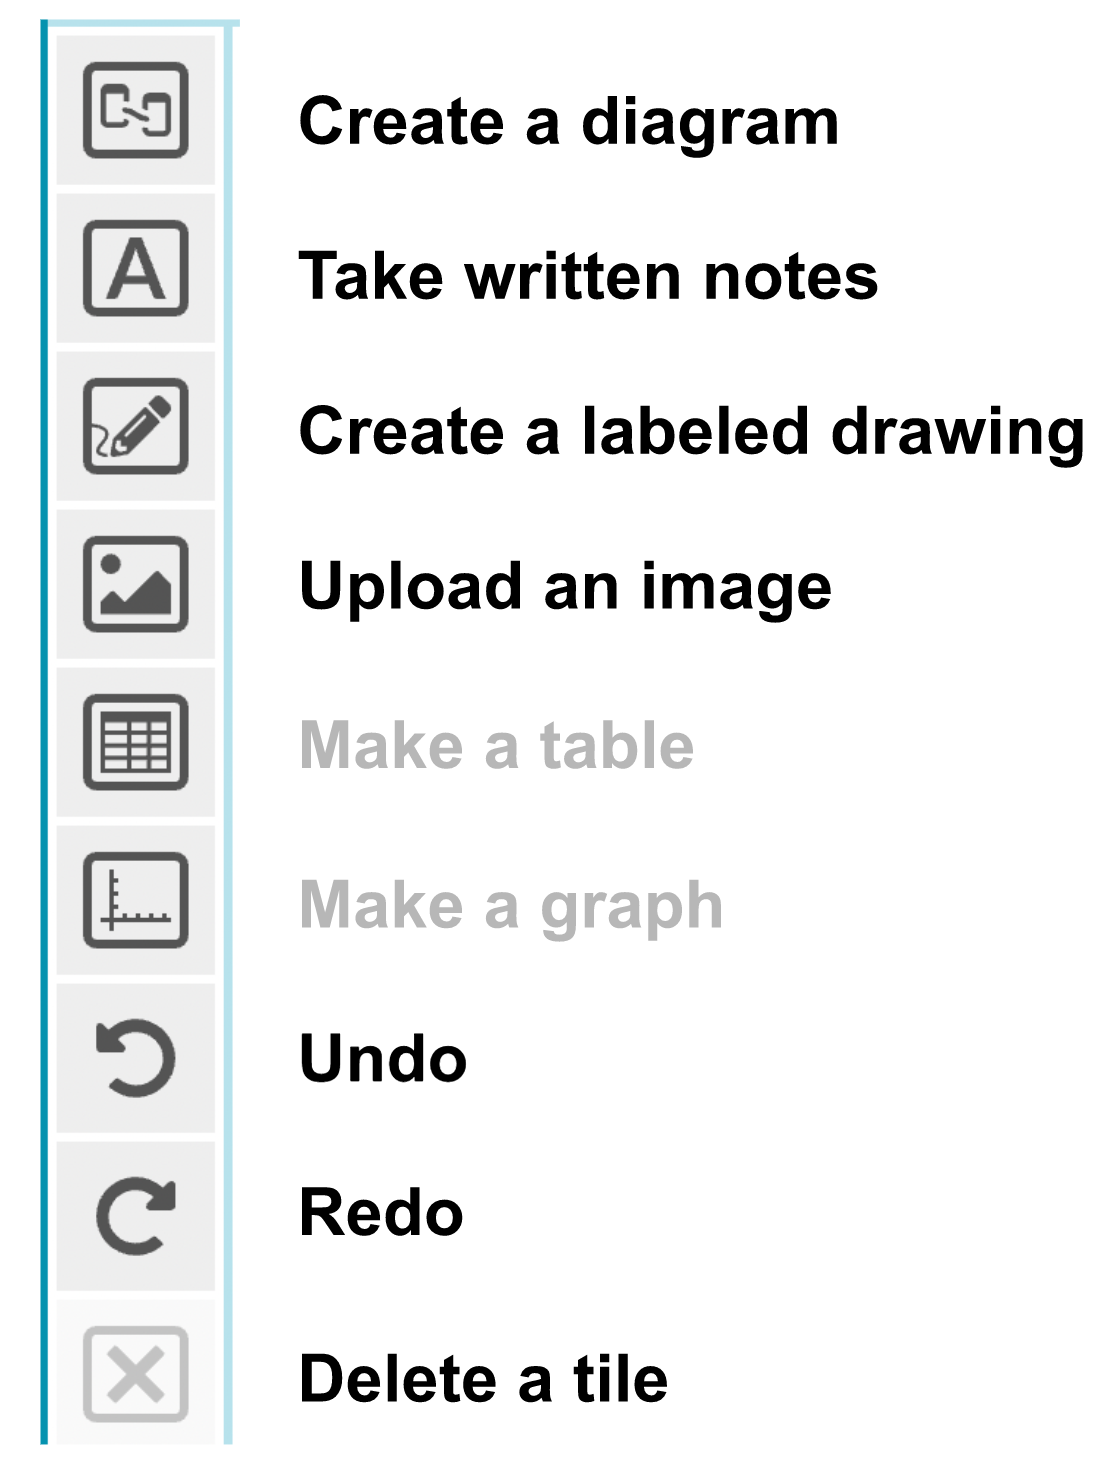 Create a diagram
A
Take written notes
Create a labeled drawing
Upload an image
Make a table
Make a graph
Undo
Redo
Delete a tile